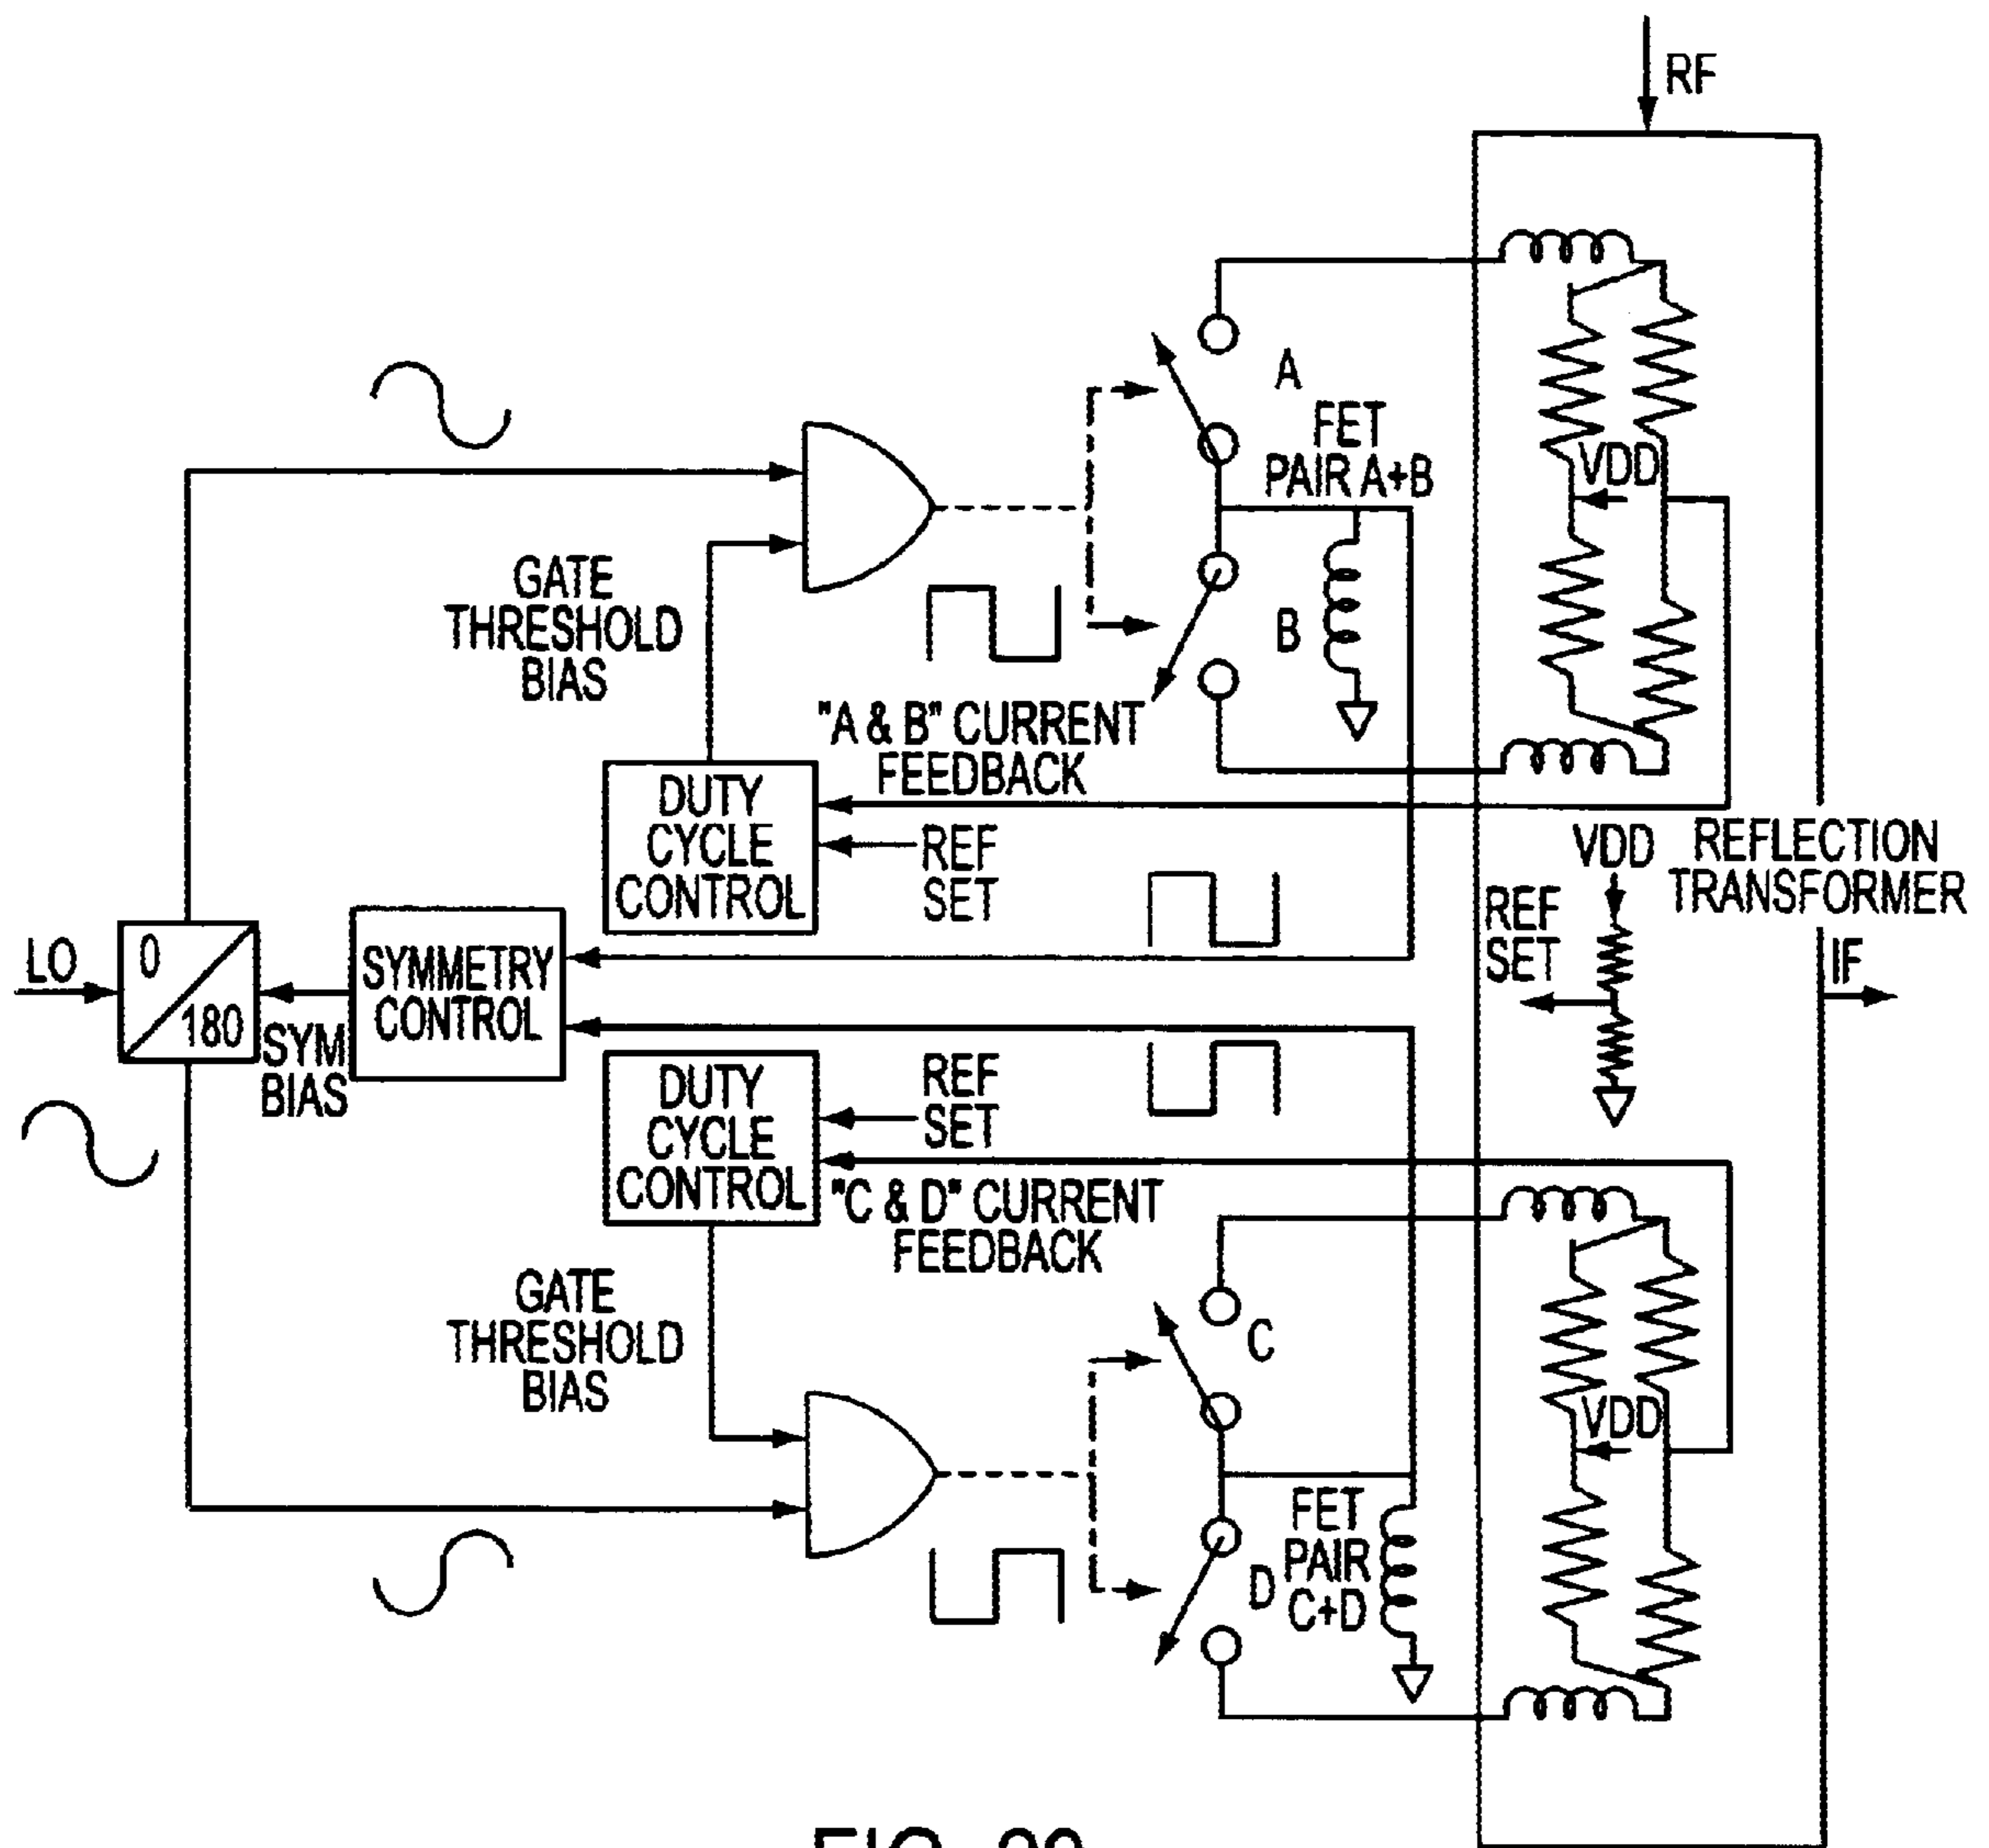 RF
A
FET
PAIR A+B
VDD
GATE
THRESHOLD
BIAS
B
"A & B" CURRENT
FEEDBACK
DUTY
CYCLE
CONTROL
REF
SET
VDD
REFLECTION
TRANSFORMER
REF
SET
IF
LO
0
180
SYM
BIAS
SYMMETRY
CONTROL
DUTY
CYCLE
CONTROL
REF
SET
"C & D" CURRENT
FEEDBACK
GATE
THRESHOLD
BIAS
C
VDD
FET
PAIR
C+D
D